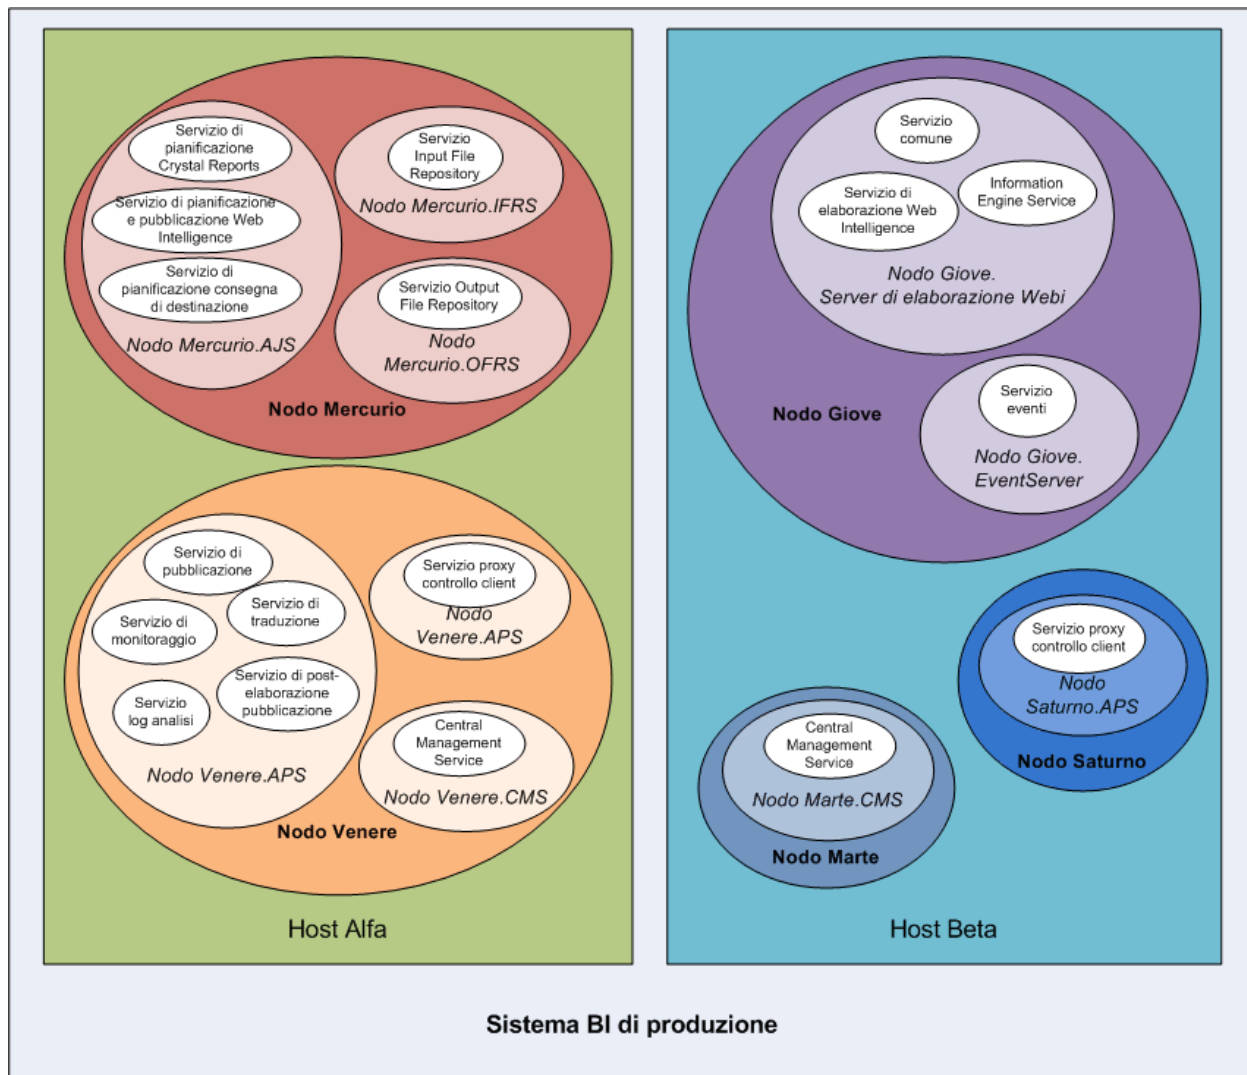 Servizio di
pianificazione
Crystal Reports
Servizio di pianificazione
e pubblicazione Web
Intelligence
Servizio di
pianificazione consegna
di destinazione
Nodo Mercurio.AJS
Servizio
Input File
Repository
Nodo Mercurio.IFRS
Servizio Output
File Repository
Nodo
Mercurio.OFRS
Nodo Mercurio
Servizio di
pubblicazione
Servizio di
traduzione
Servizio di
monitoraggio
Servizio di post-
elaborazione
pubblicazione
Servizio
log analisi
Nodo Venere.APS
Servizio proxy
controllo client
Nodo
Venere.APS
Central
Management
Service
Nodo Venere.CMS
Nodo Venere
Host Alfa
Servizio
comune
Servizio di
elaborazione Web
Intelligence
Information
Engine Service
Nodo Giove.
Server di elaborazione Webi
Servizio
eventi
Nodo Giove.
EventServer
Nodo Giove
Servizio proxy
controllo client
Nodo
Saturno.APS
Nodo Saturno
Central
Management
Service
Nodo Marte.CMS
Nodo Marte
Host Beta
Sistema BI di produzione